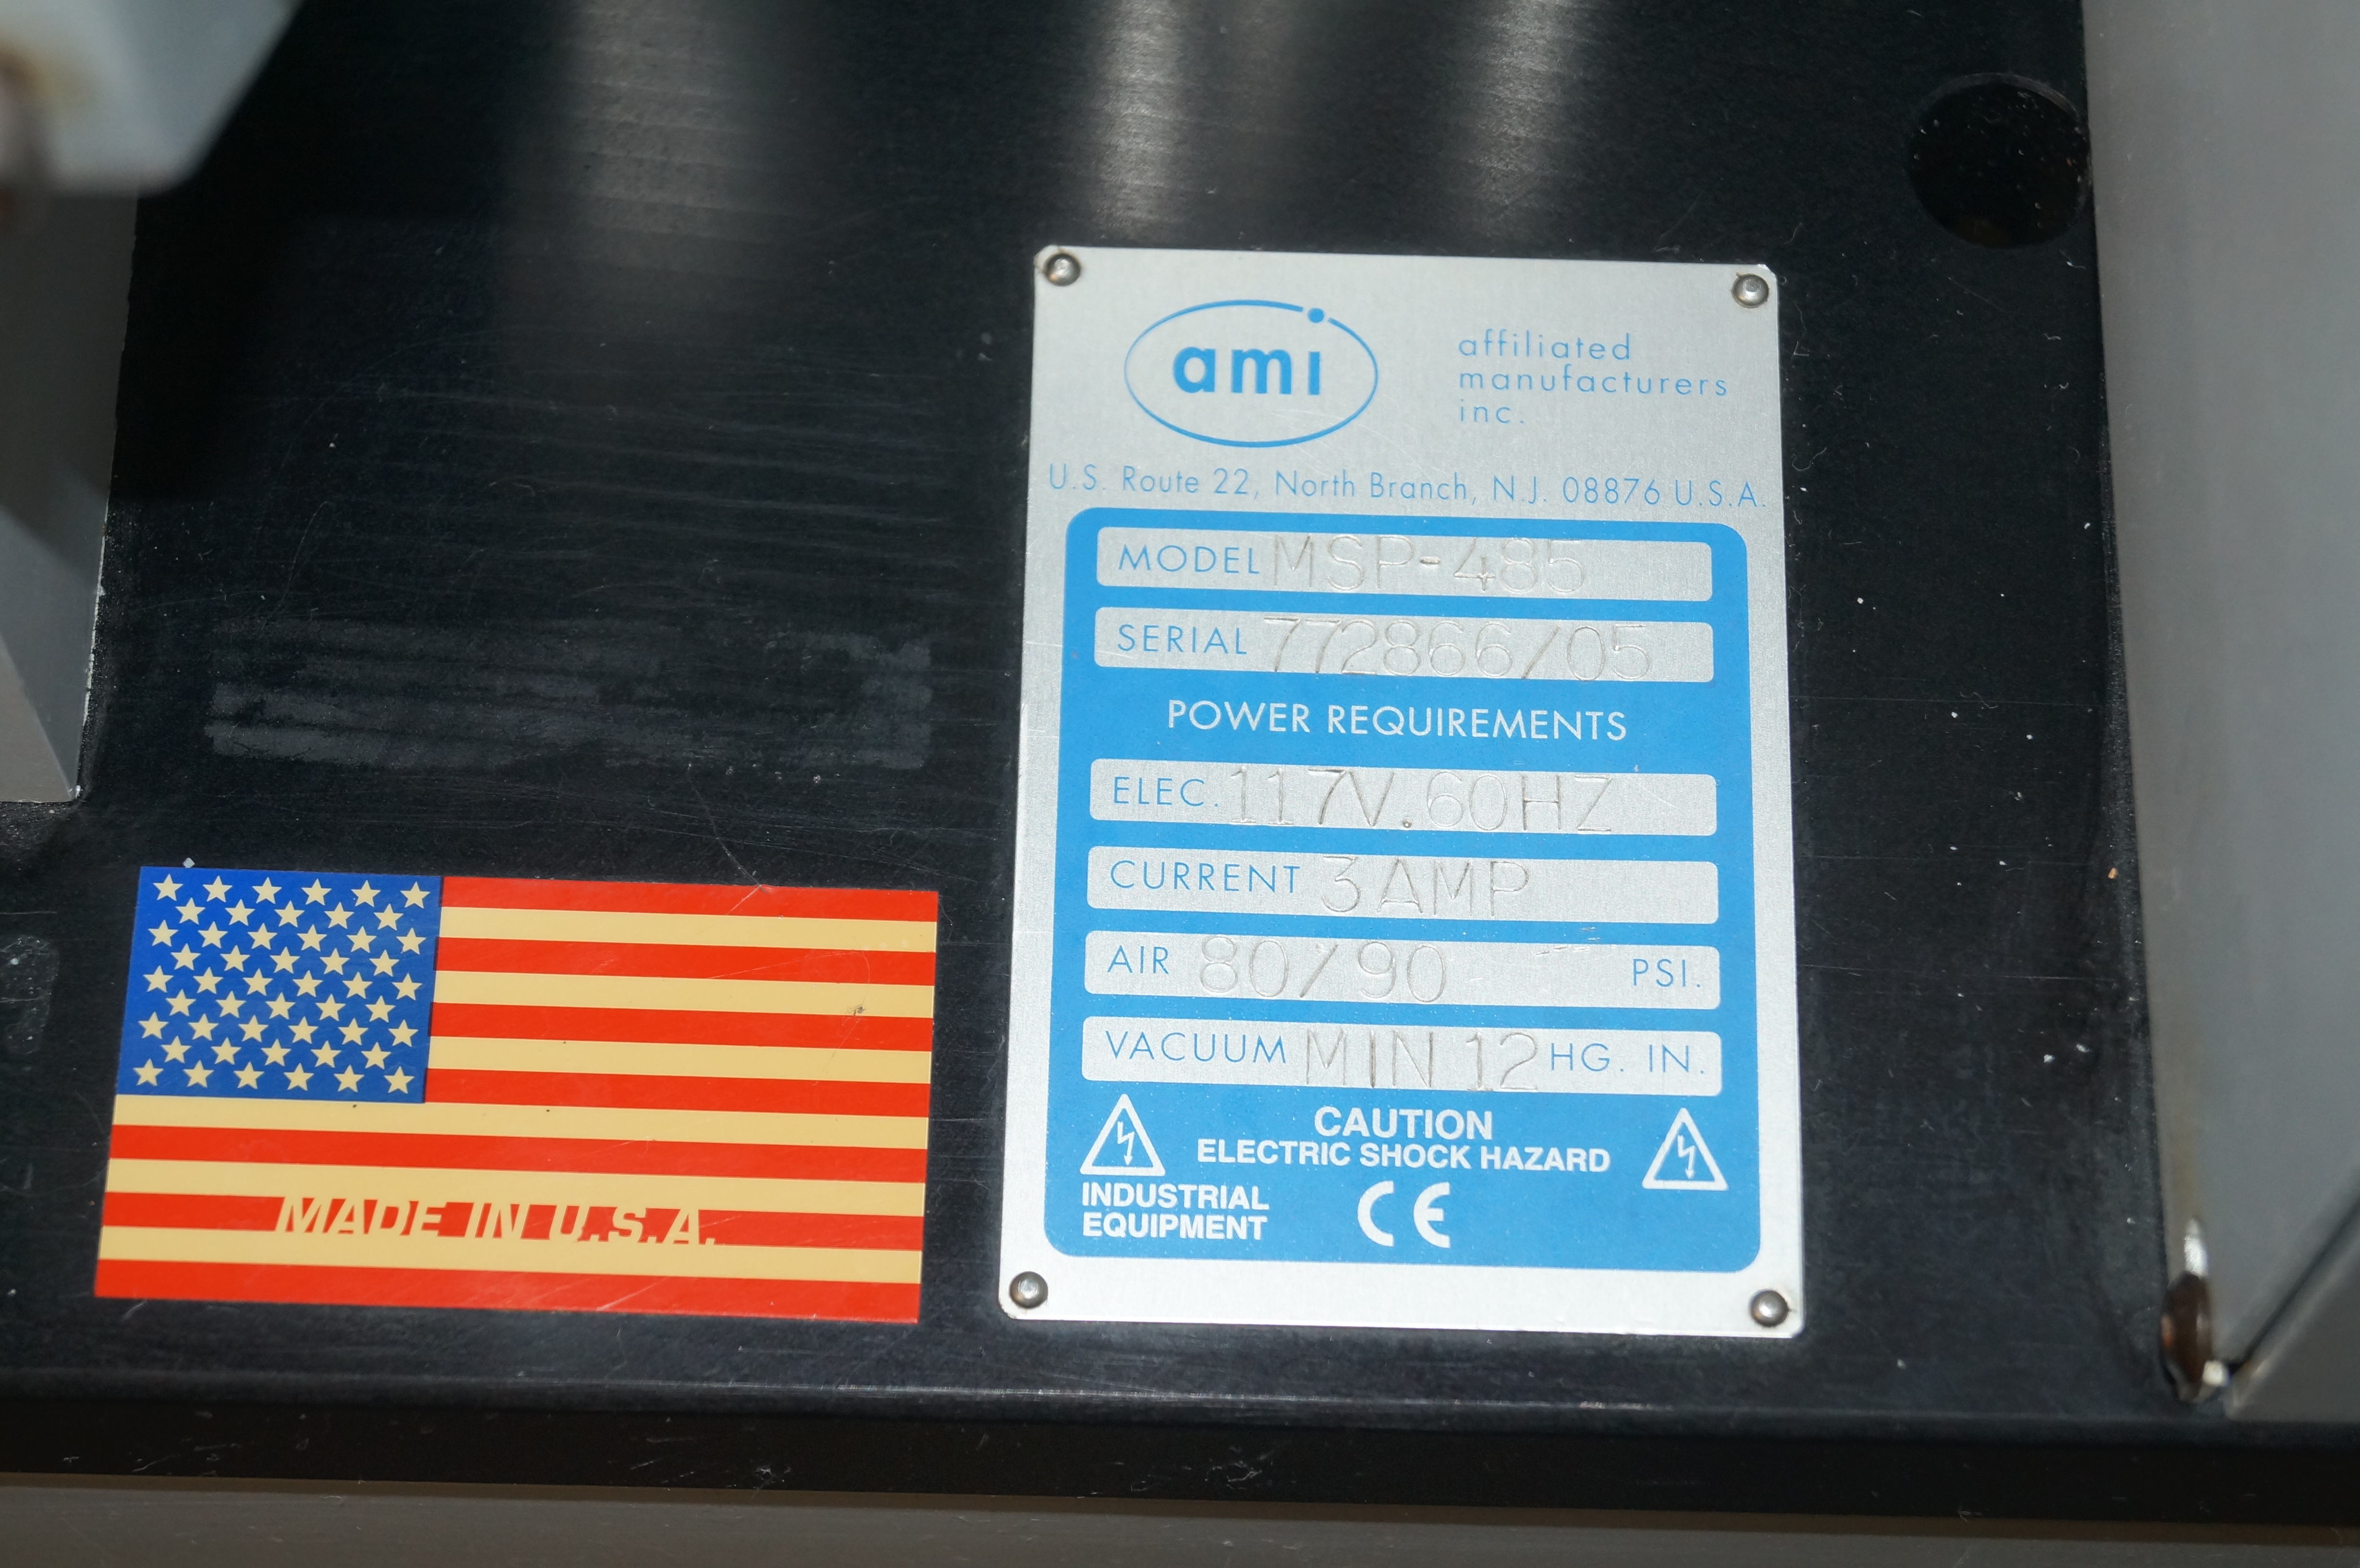 ami
affiliated
manufacturers
inc.
U.S. Route 22, North Branch, N.J. 08876 U.S.A.
MODEL MSP-485
SERIAL 772866/05
POWER REQUIREMENTS
ELEC. 117V.60HZ
CURRENT 3AMP
AIR 80/90 PSI.
VACUUM MIN 12 HG. IN.
CAUTION
ELECTRIC SHOCK HAZARD
INDUSTRIAL
EQUIPMENT
CE
MADE IN U.S.A.